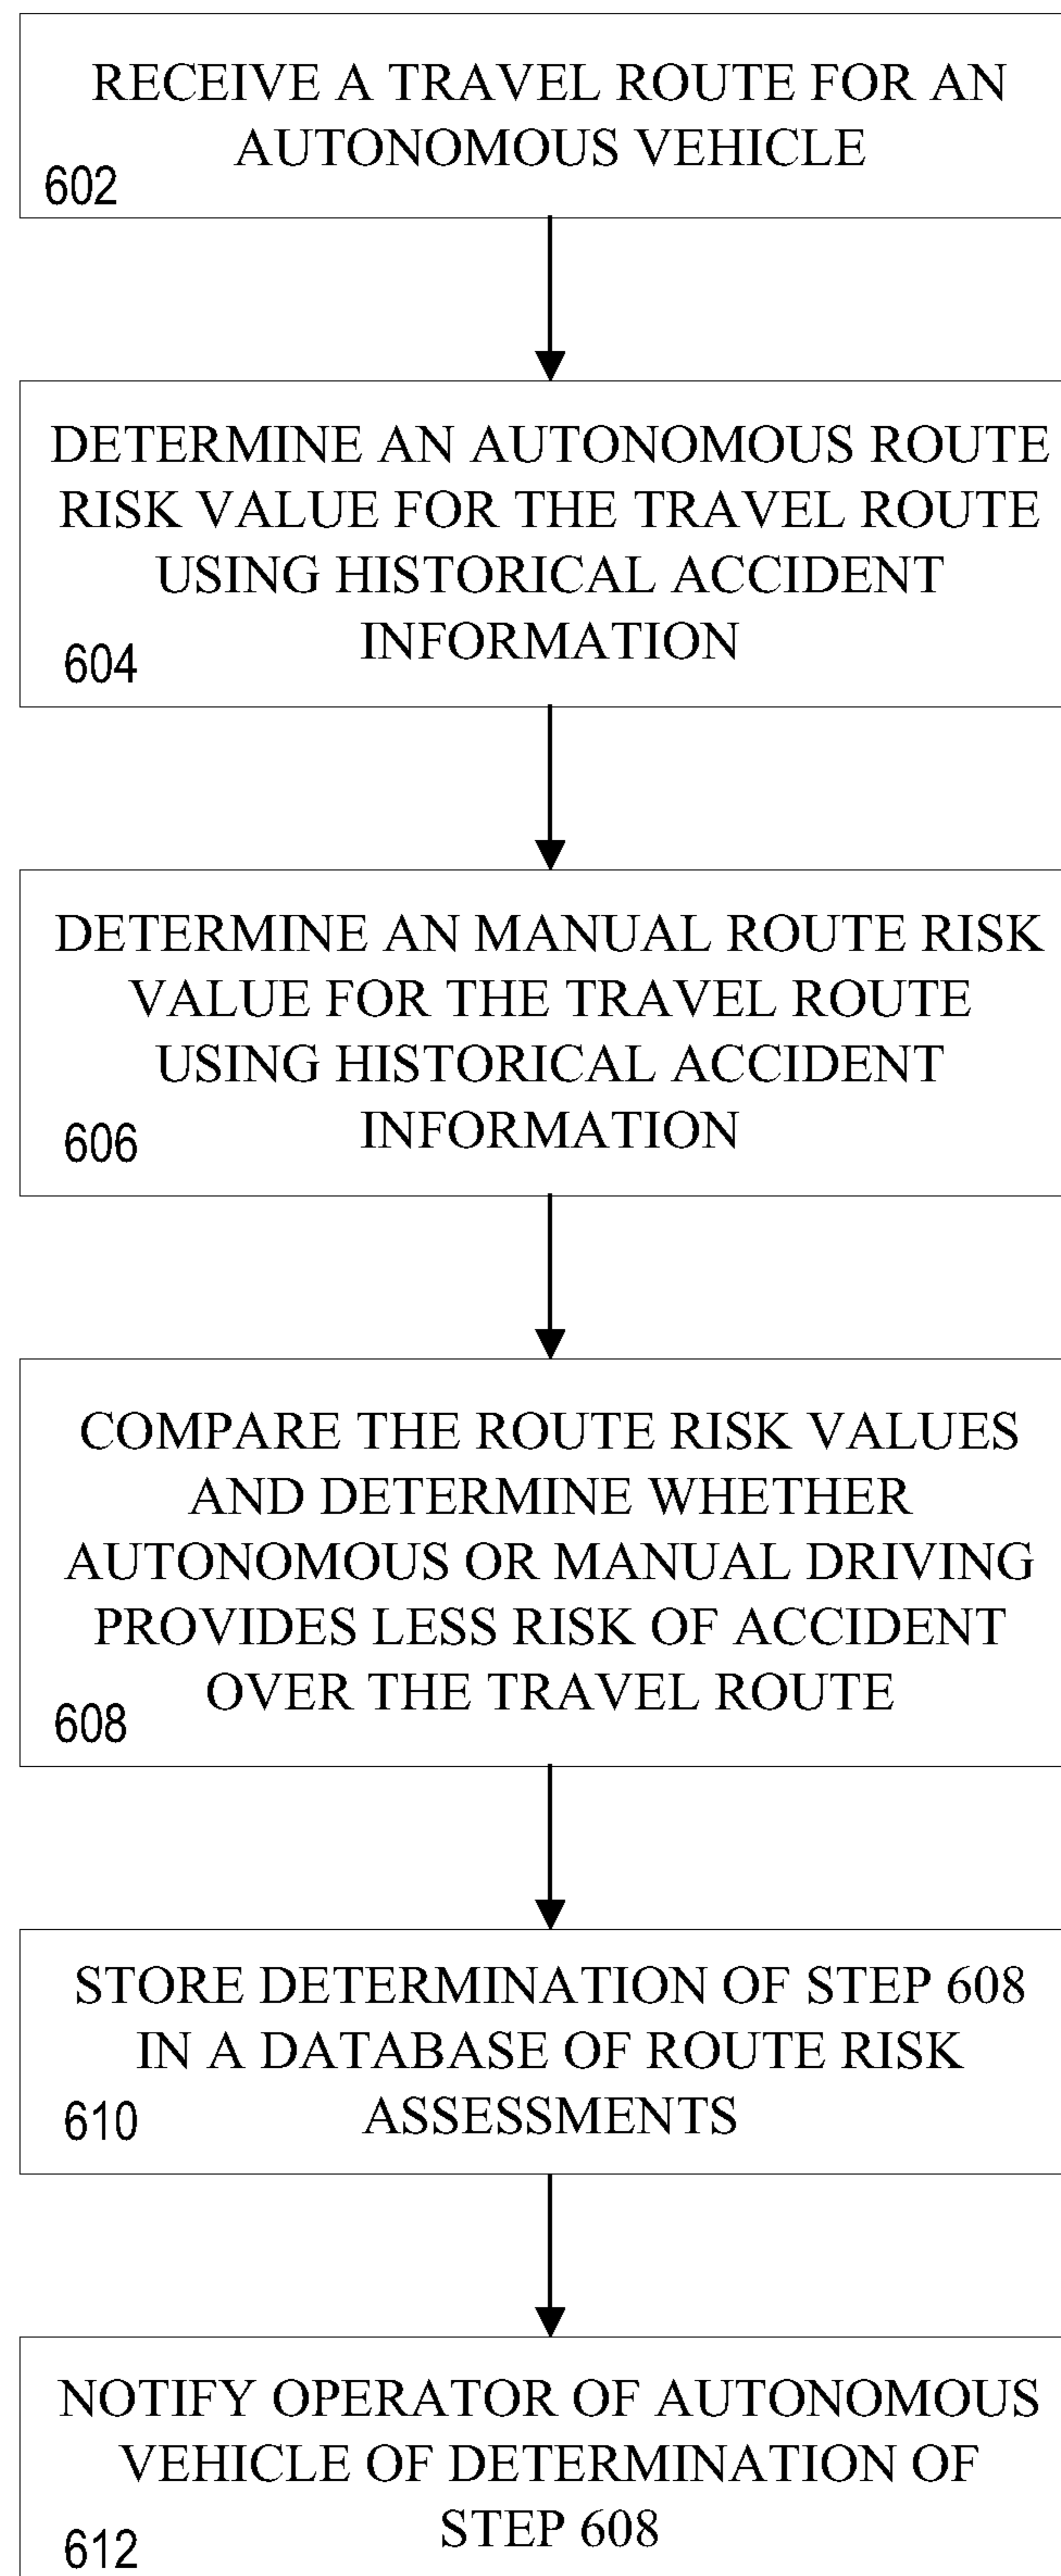 RECEIVE A TRAVEL ROUTE FOR AN
AUTONOMOUS VEHICLE
602
DETERMINE AN AUTONOMOUS ROUTE
RISK VALUE FOR THE TRAVEL ROUTE
USING HISTORICAL ACCIDENT
INFORMATION
604
DETERMINE AN MANUAL ROUTE RISK
VALUE FOR THE TRAVEL ROUTE
USING HISTORICAL ACCIDENT
INFORMATION
606
COMPARE THE ROUTE RISK VALUES
AND DETERMINE WHETHER
AUTONOMOUS OR MANUAL DRIVING
PROVIDES LESS RISK OF ACCIDENT
OVER THE TRAVEL ROUTE
608
STORE DETERMINATION OF STEP 608
IN A DATABASE OF ROUTE RISK
ASSESSMENTS
610
NOTIFY OPERATOR OF AUTONOMOUS
VEHICLE OF DETERMINATION OF
STEP 608
612